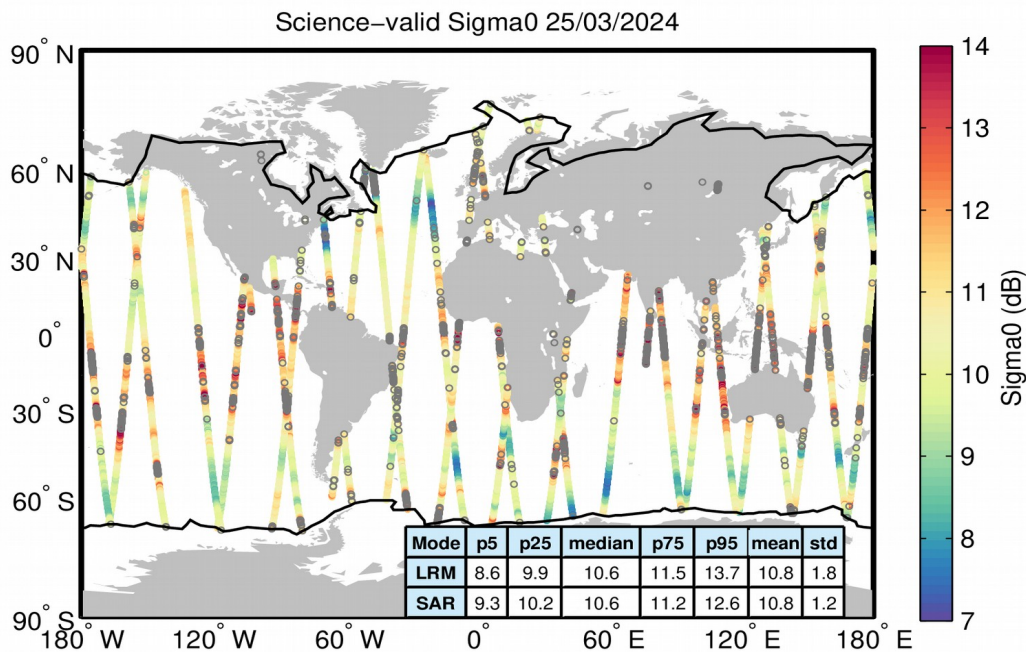 Science–valid Sigma0 25/03/2024
90° N
60° N
30° N
0°
30° S
60° S
90° S
180° W
120° W
60° W
0°
60° E
120° E
180° E
14
13
12
11
10
9
8
7
Sigma0 (dB)
Mode p5 p25 median p75 p95 mean std
LRM 8.6 9.9 10.6 11.5 13.7 10.8 1.8
SAR 9.3 10.2 10.6 11.2 12.6 10.8 1.2